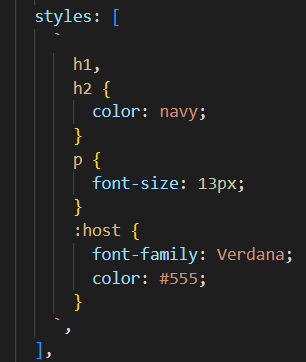 styles: [
  `
    h1,
    h2 {
      color: navy;
    }
    p {
      font-size: 13px;
    }
    :host {
      font-family: Verdana;
      color: #555;
    }
  `,
],